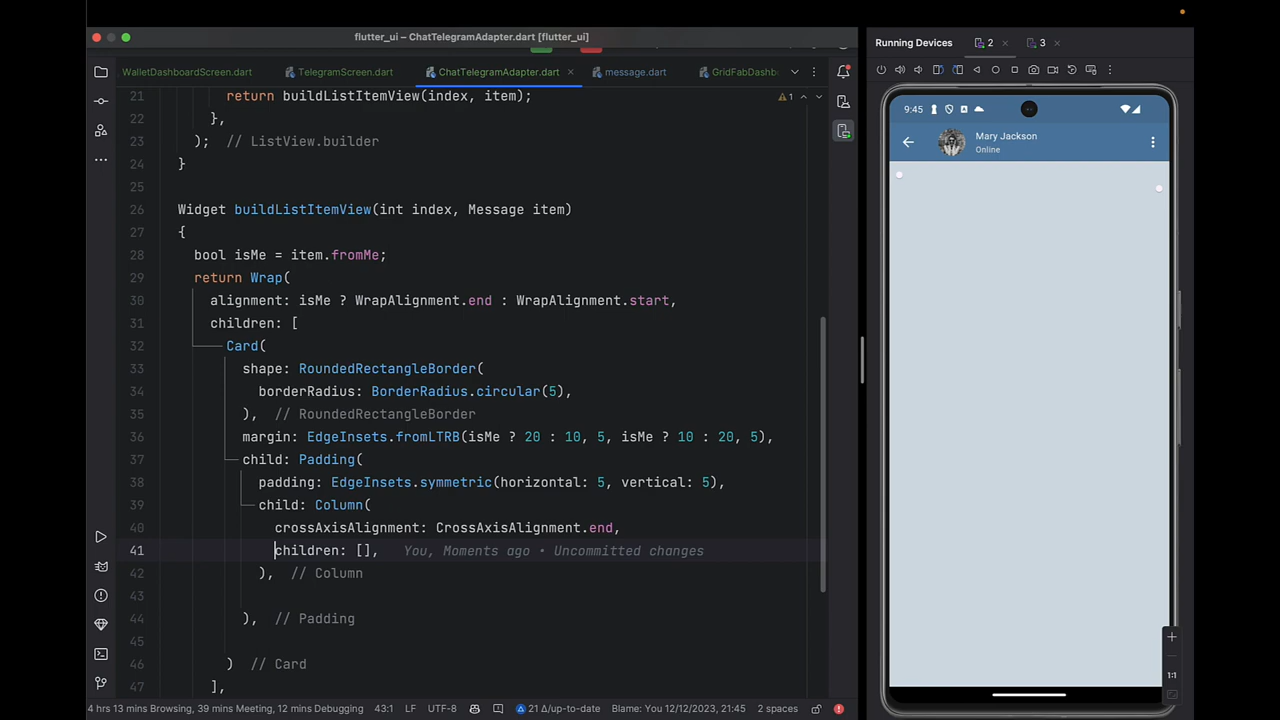 flutter_ui – ChatTelegramAdapter.dart [flutter_ui]
Running Devices 2 × 3 ×
WalletDashboardScreen.dart TelegramScreen.dart ChatTelegramAdapter.dart × message.dart GridFabDashb
21 return buildListItemView(index, item);
1
22 },
23 ); // ListView.builder
24 }
25
26 Widget buildListItemView(int index, Message item)
27 {
28 bool isMe = item.fromMe;
29 return Wrap(
30 alignment: isMe ? WrapAlignment.end : WrapAlignment.start,
31 children: [
32 Card(
33 shape: RoundedRectangleBorder(
34 borderRadius: BorderRadius.circular(5),
35 ), // RoundedRectangleBorder
36 margin: EdgeInsets.fromLTRB(isMe ? 20 : 10, 5, isMe ? 10 : 20, 5),
37 child: Padding(
38 padding: EdgeInsets.symmetric(horizontal: 5, vertical: 5),
39 child: Column(
40 crossAxisAlignment: CrossAxisAlignment.end,
41 children: [], You, Moments ago • Uncommitted changes
42 ), // Column
43
44 ), // Padding
45
46 ) // Card
47 ],
4 hrs 13 mins Browsing, 39 mins Meeting, 12 mins Debugging 43:1 LF UTF-8 21 Δ/up-to-date Blame: You 12/12/2023, 21:45 2 spaces
9:45
Mary Jackson
Online
1:1